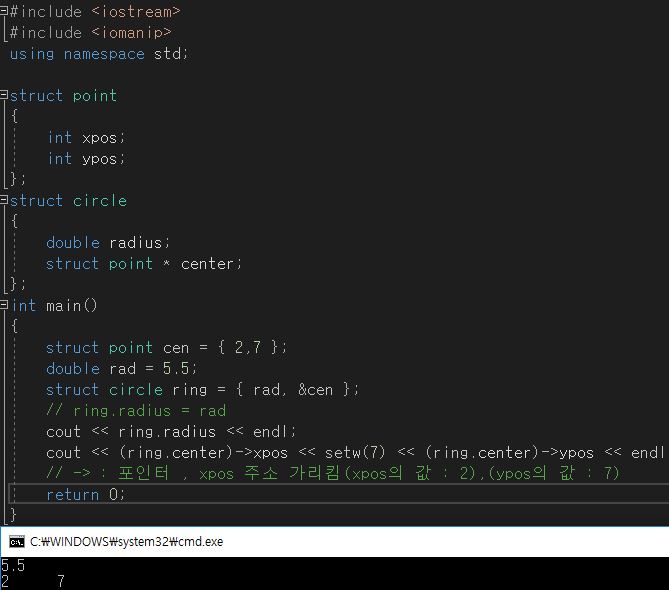 #include <iostream>
#include <iomanip>
using namespace std;
struct point
{
int xpos;
int ypos;
};
struct circle
{
double radius;
struct point * center;
};
int main()
{
struct point cen = { 2,7 };
double rad = 5.5;
struct circle ring = { rad, &cen };
// ring.radius = rad
cout << ring.radius << endl;
cout << (ring.center)->xpos << setw(7) << (ring.center)->ypos << endl
// -> : 포인터 , xpos 주소 가리킴(xpos의 값 : 2),(ypos의 값 : 7)
return 0;
}
C:₩WINDOWS₩system32₩cmd.exe
5.5
2      7